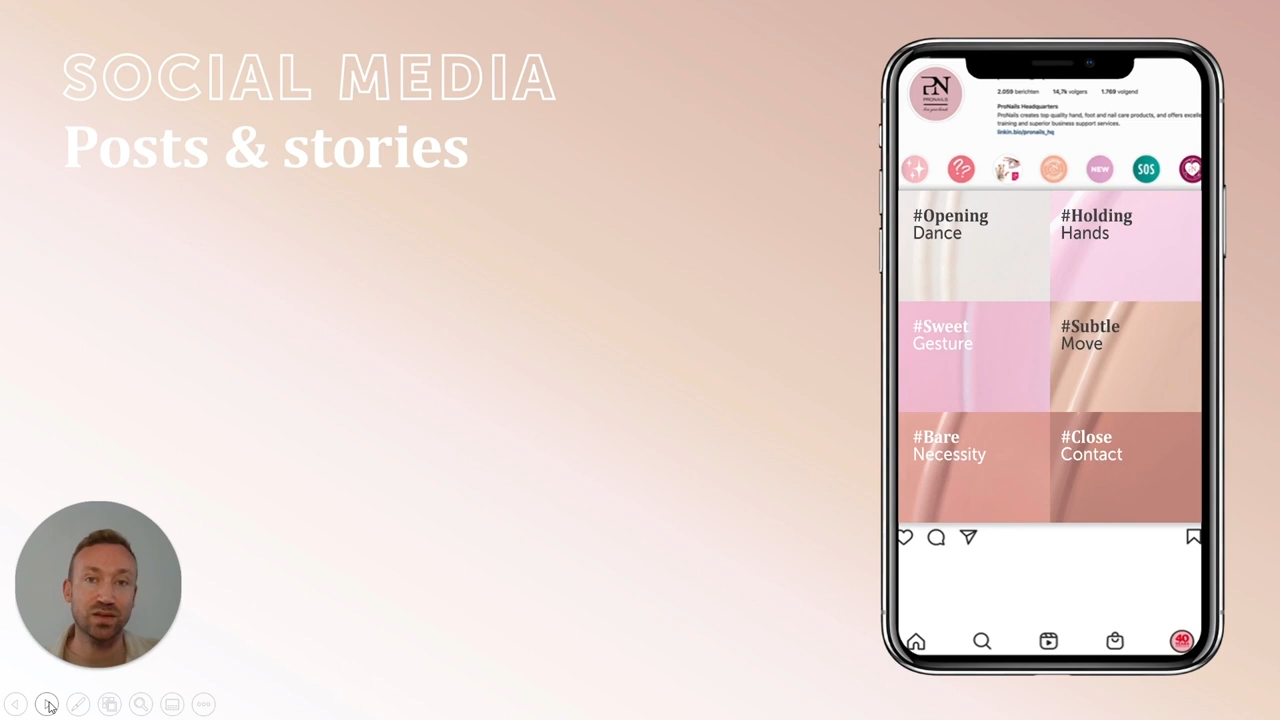 SOCIAL MEDIA
Posts & stories
PN
PRONAILS
2.059 berichten 14,7k volgers 1.769 volgend
ProNails Headquarters
ProNails creates top quality hand, foot and nail care products, and offers excelle
training and superior business support services.
linkin.bio/pronails_hq
??
NEW
SOS
#Opening
Dance
#Holding
Hands
#Sweet
Gesture
#Subtle
Move
#Bare
Necessity
#Close
Contact
40